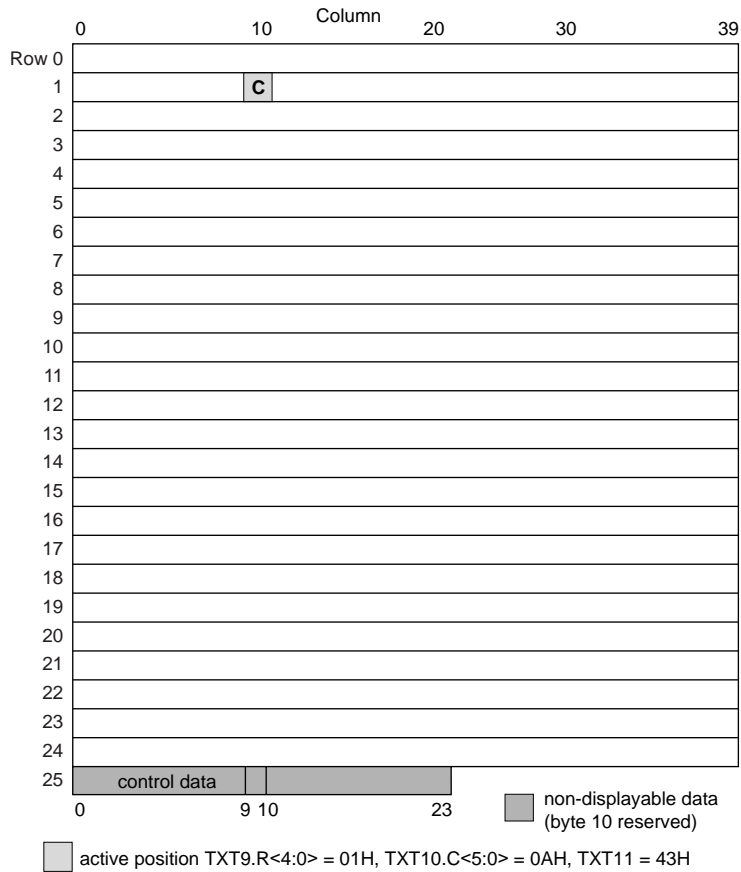 Column
0 10 20 30 39
Row 0
1 C
2
3
4
5
6
7
8
9
10
11
12
13
14
15
16
17
18
19
20
21
22
23
24
25 control data
0 9 10 23
non-displayable data
(byte 10 reserved)
active position TXT9.R<4:0> = 01H, TXT10.C<5:0> = 0AH, TXT11 = 43H